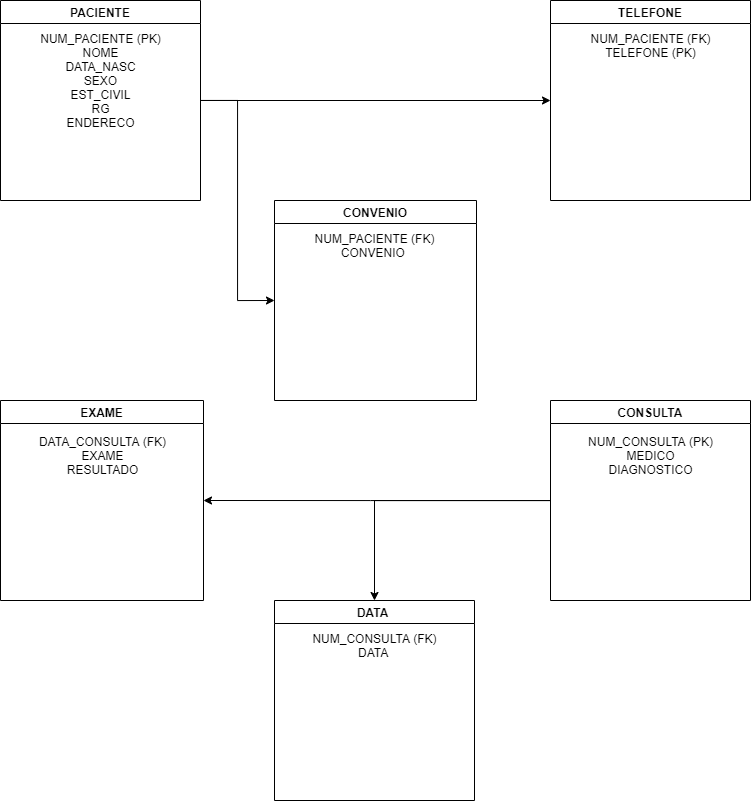 PACIENTE
NUM_PACIENTE (PK)
NOME
DATA_NASC
SEXO
EST_CIVIL
RG
ENDERECO
TELEFONE
NUM_PACIENTE (FK)
TELEFONE (PK)
CONVENIO
NUM_PACIENTE (FK)
CONVENIO
EXAME
DATA_CONSULTA (FK)
EXAME
RESULTADO
CONSULTA
NUM_CONSULTA (PK)
MEDICO
DIAGNOSTICO
DATA
NUM_CONSULTA (FK)
DATA